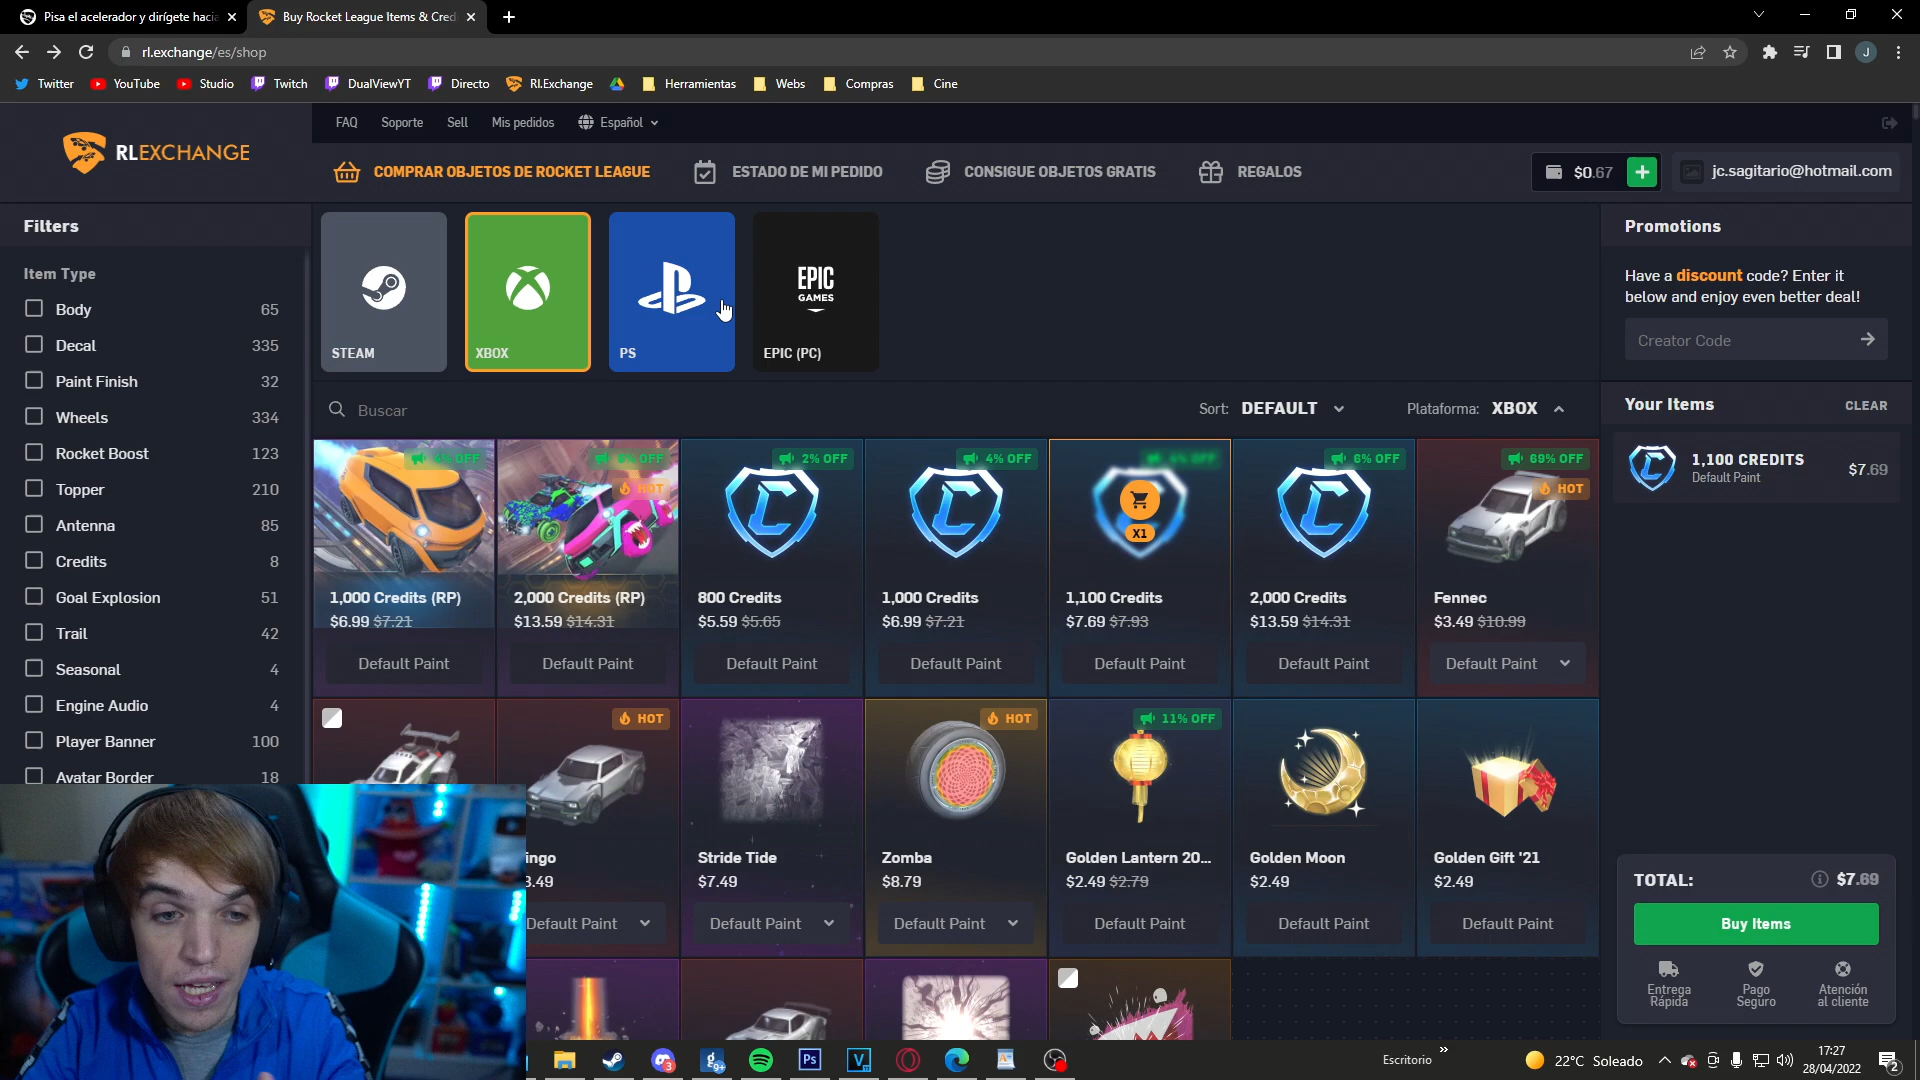 Pisa el acelerador y dirígete hacia
Buy Rocket League Items & Cred
rl.exchange/es/shop
J
Twitter
YouTube
Studio
Twitch
DualViewYT
Directo
RLExchange
Herramientas
Webs
Compras
Cine
RLEXCHANGE
FAQ
Soporte
Sell
Mis pedidos
Español
COMPRAR OBJETOS DE ROCKET LEAGUE
ESTADO DE MI PEDIDO
CONSIGUE OBJETOS GRATIS
REGALOS
$0.67
jc.sagitario@hotmail.com
Filters
Item Type
Body 65
Decal 335
Paint Finish 32
Wheels 334
Rocket Boost 123
Topper 210
Antenna 85
Credits 8
Goal Explosion 51
Trail 42
Seasonal 4
Engine Audio 4
Player Banner 100
Avatar Border 18
STEAM
XBOX
PS
EPIC GAMES
EPIC (PC)
Buscar
Sort: DEFAULT
Plataforma: XBOX
1,000 Credits (RP)
$6.99 $7.21
Default Paint
HOT
2,000 Credits (RP)
$13.59 $14.31
Default Paint
2% OFF
800 Credits
$5.59 $5.65
Default Paint
4% OFF
1,000 Credits
$6.99 $7.21
Default Paint
X1
1,100 Credits
$7.69 $7.93
Default Paint
6% OFF
2,000 Credits
$13.59 $14.31
Default Paint
69% OFF
HOT
Fennec
$3.49 $10.99
Default Paint
HOT
ingo
3.49
Default Paint
Stride Tide
$7.49
Default Paint
HOT
Zomba
$8.79
Default Paint
11% OFF
Golden Lantern 20...
$2.49 $2.79
Default Paint
Golden Moon
$2.49
Default Paint
Golden Gift '21
$2.49
Default Paint
Promotions
Have a discount code? Enter it
below and enjoy even better deal!
Creator Code
Your Items
CLEAR
1,100 CREDITS
Default Paint
$7.69
TOTAL:
$7.69
Buy Items
Entrega
Rápida
Pago
Seguro
Atención
al cliente
3
g
9+
Ps
V
Escritorio
22°C Soleado
17:27
28/04/2022
2